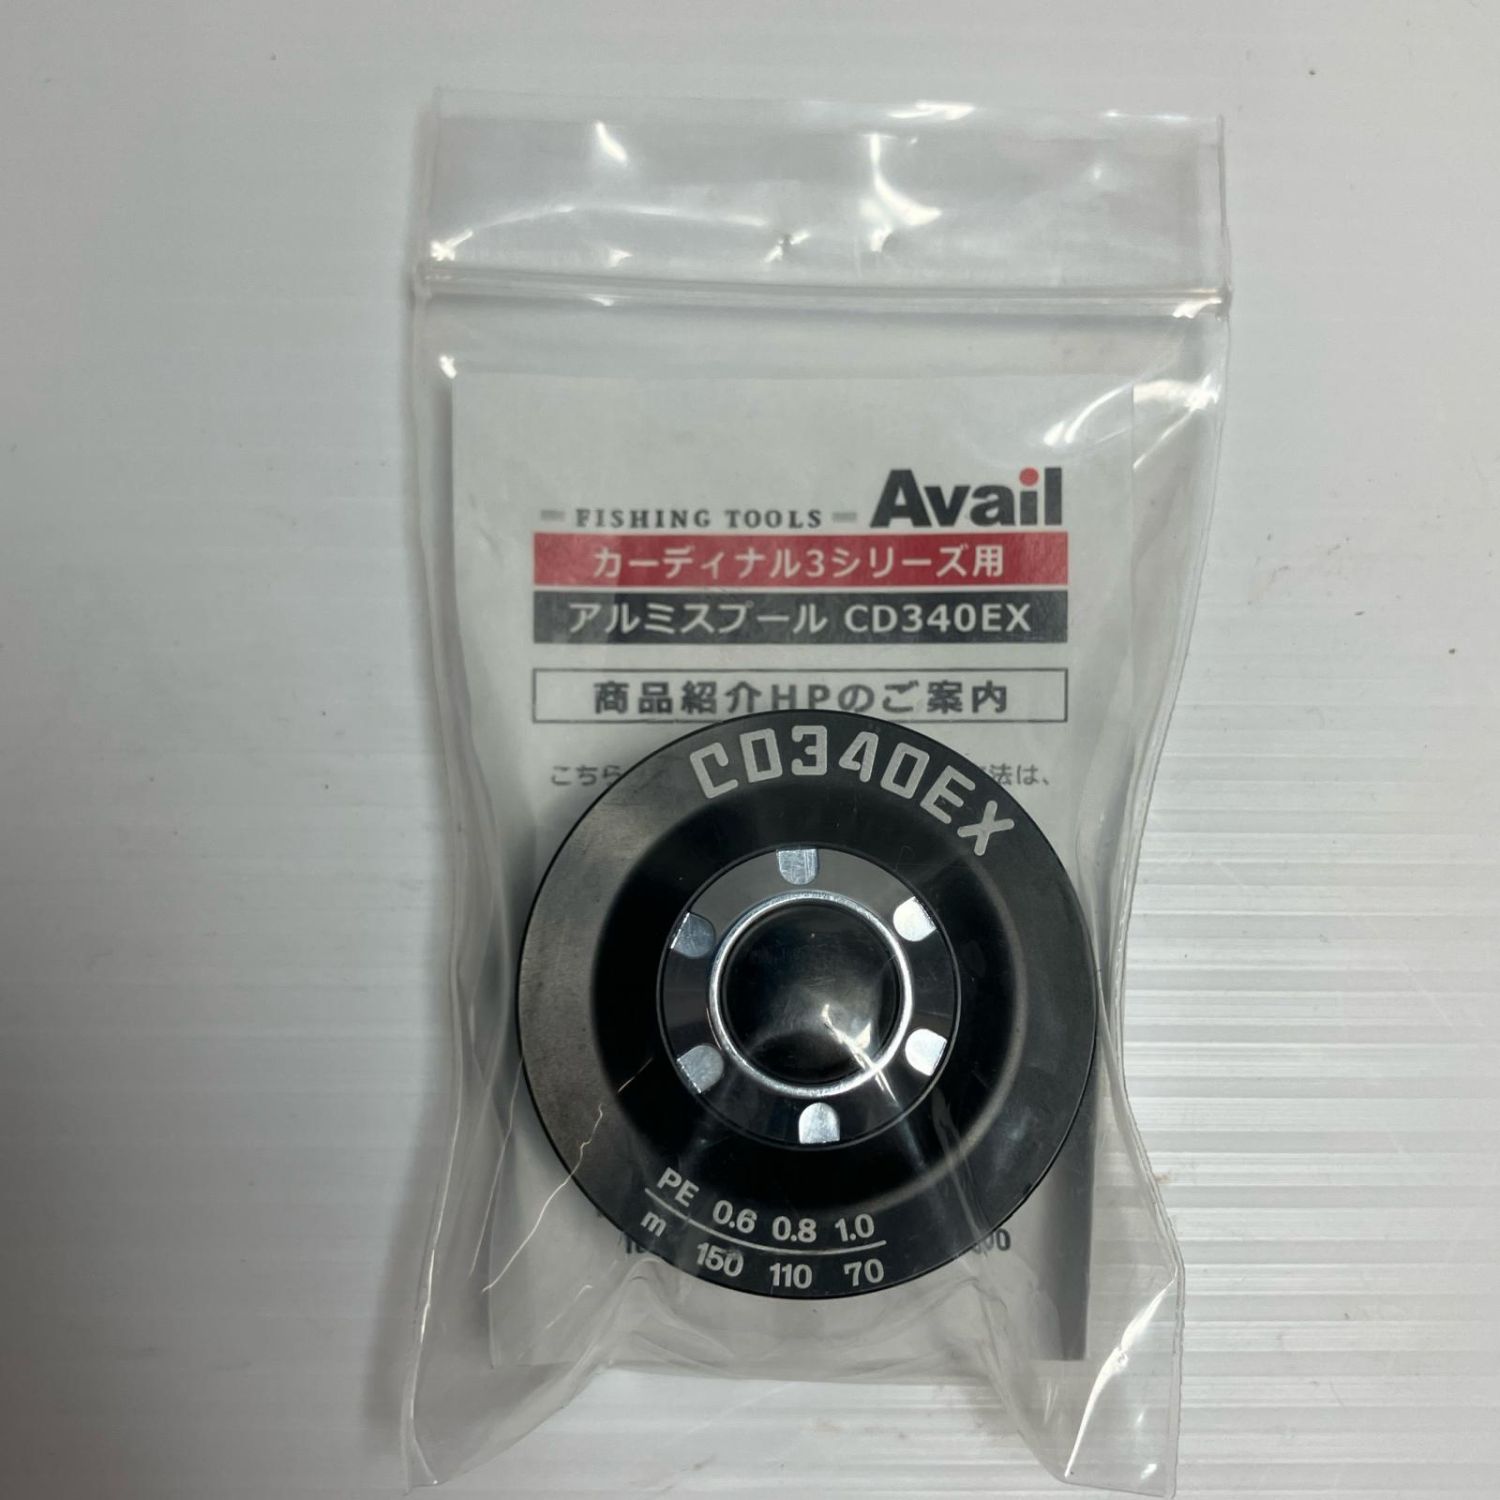 FISHING TOOLS Avail
カーディナル3シリーズ用
アルミスプール CD340EX
商品紹介HPのご案内
こちら
法は、
CD340EX
PE 0.6 0.8 1.0
m 150 110 70